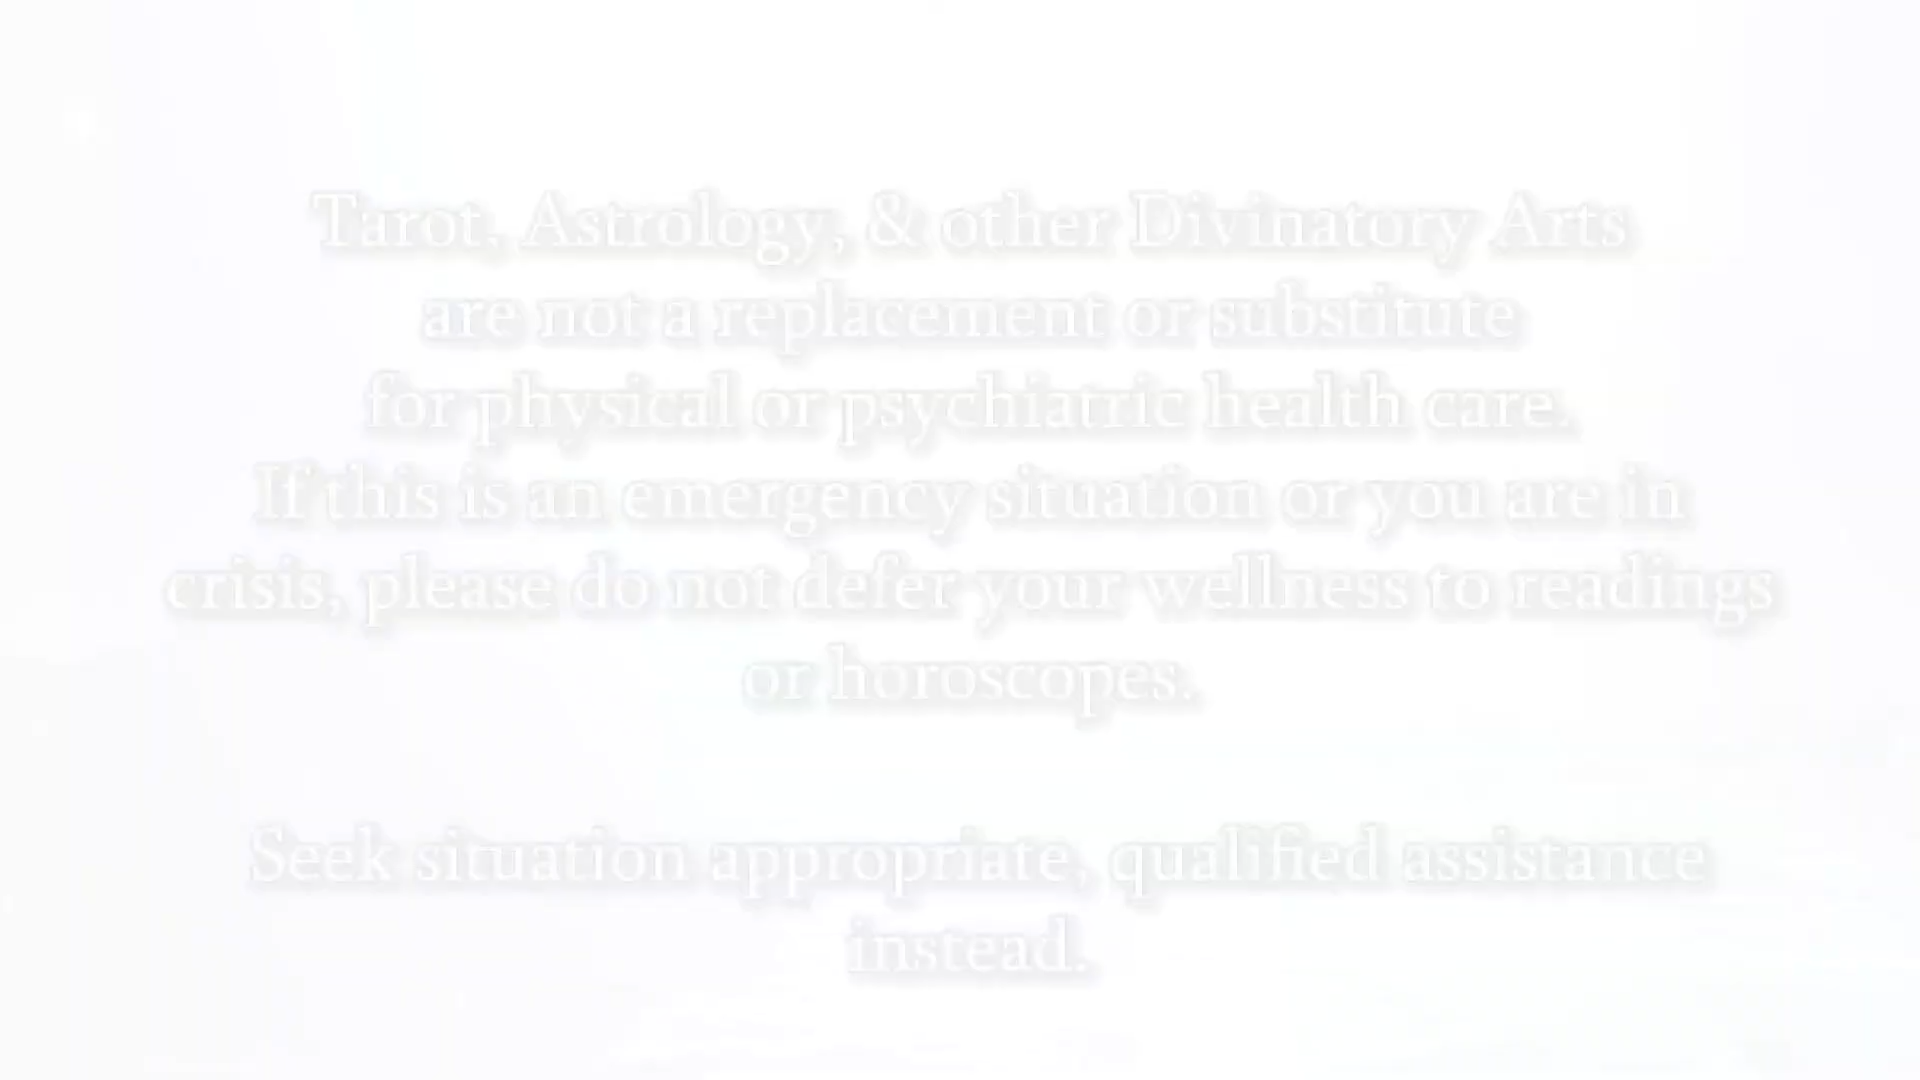 Tarot, Astrology, & other Divinatory Arts
are not a replacement or substitute
for physical or psychiatric health care.
If this is an emergency situation or you are in
crisis, please do not defer your wellness to readings
or horoscopes.
Seek situation appropriate, qualified assistance
instead.